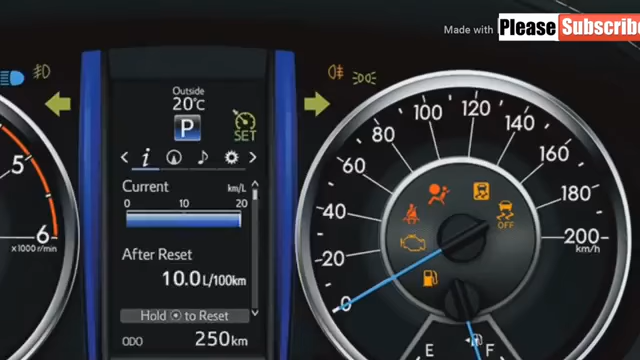 Made with
Please Subscribe
Outside
20°C
P
SET
i
Current km/L
0 10 20
After Reset
10.0 L/100km
Hold to Reset
ODO 250 km
5
6
x1000 r/min
0
20
40
60
80
100
120
140
160
180
200
km/h
OFF
E F